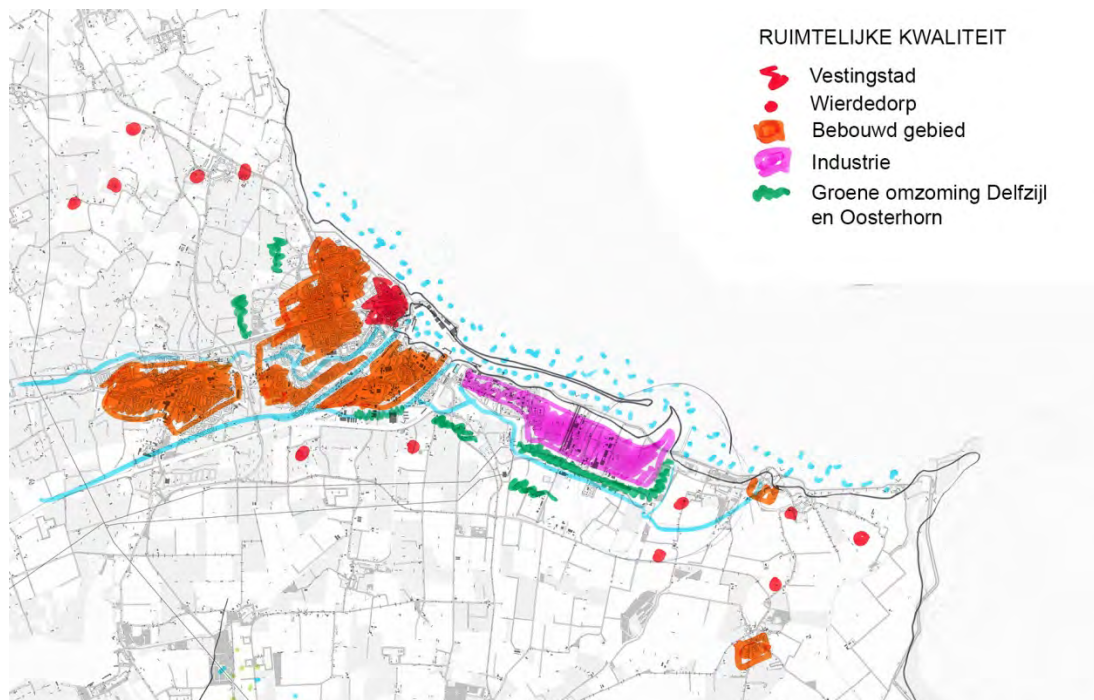 RUIMTELIJKE KWALITEIT
Vestingstad
Wierdedorp
Bebouwd gebied
Industrie
Groene omzoming Delfzijl
en Oosterhorn